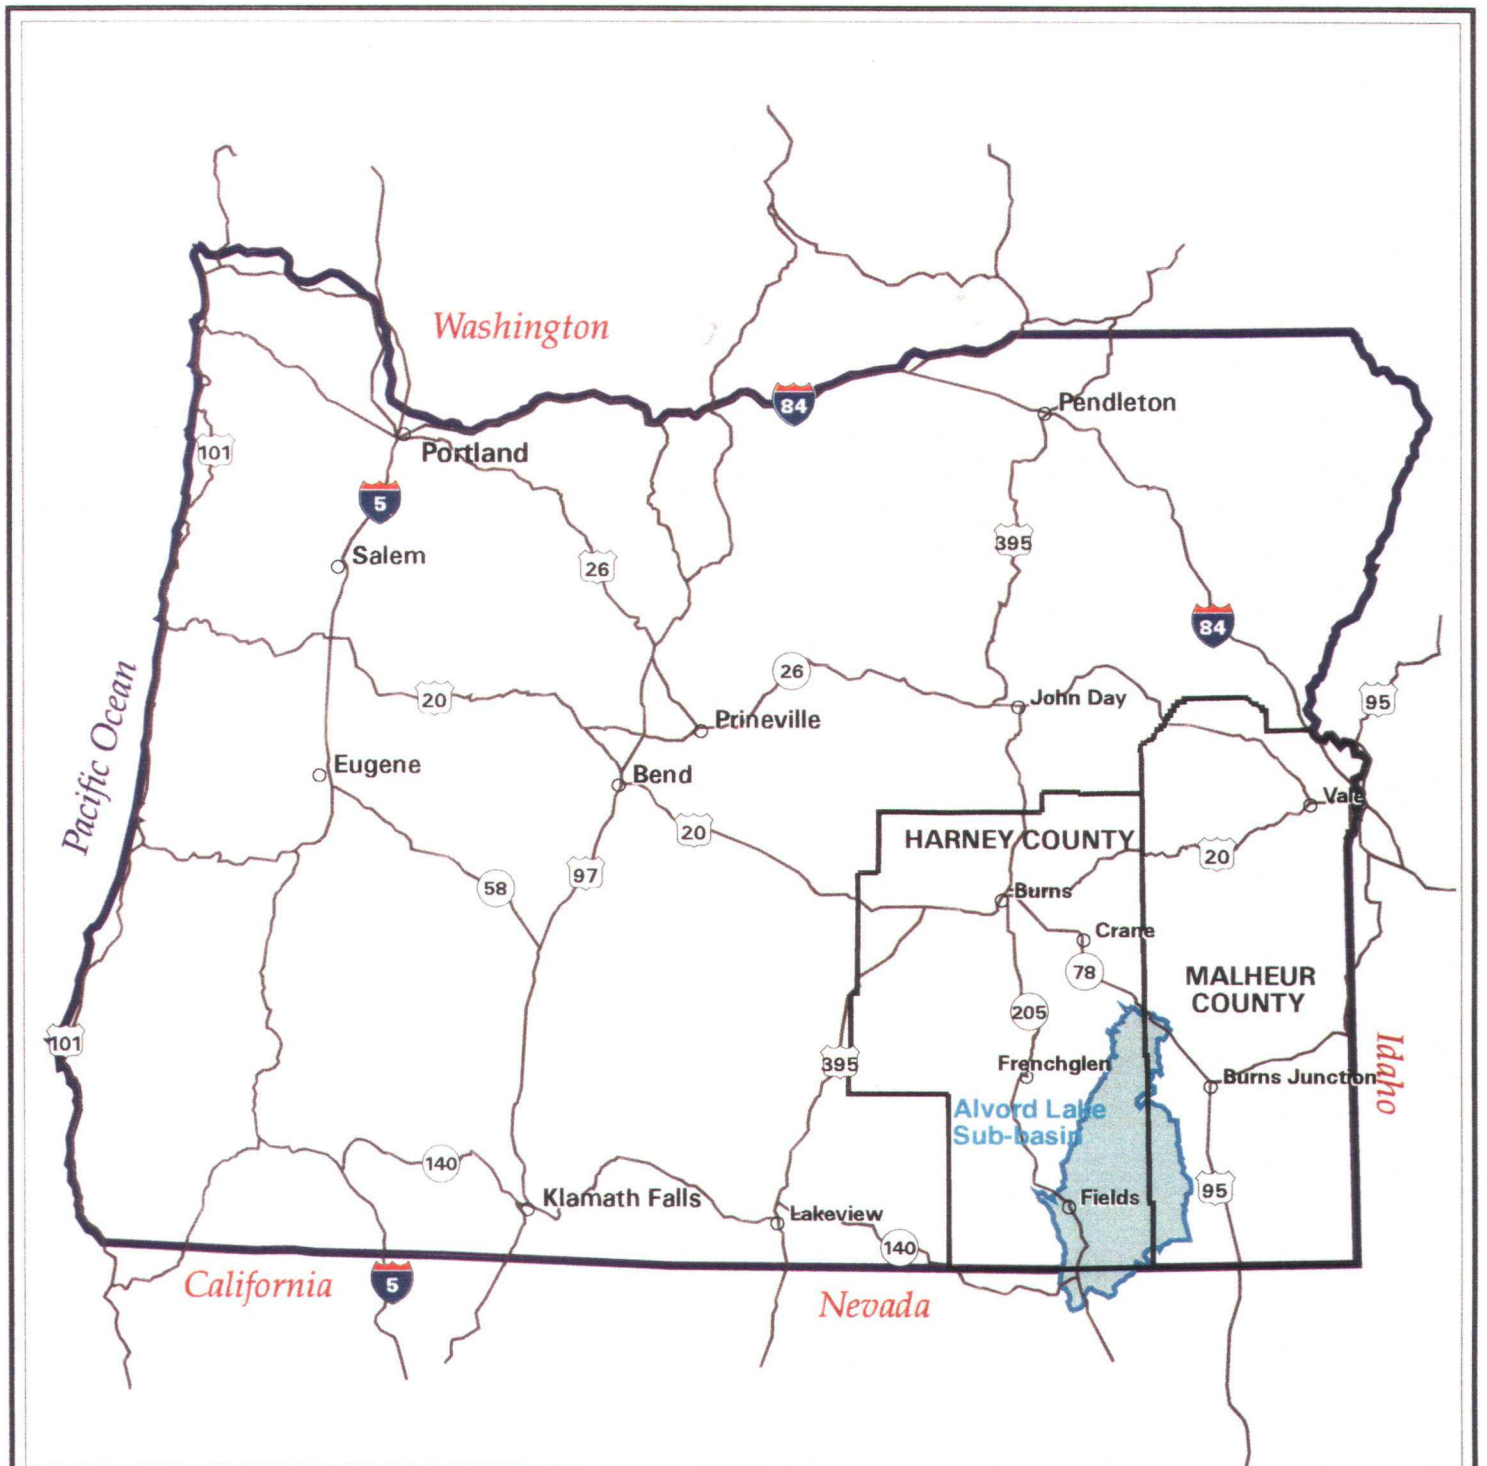 Washington
84
Pendleton
101
Portland
5
395
Salem
26
84
Pacific Ocean
26
20
John Day
95
Prineville
Eugene
Bend
Vale
20
HARNEY COUNTY
20
97
58
Burns
Crane
78
MALHEUR
COUNTY
205
101
395
Frenchglen
Idaho
Burns Junction
Alvord Lake
Sub-basin
140
95
Klamath Falls
Fields
Lakeview
140
California
5
Nevada